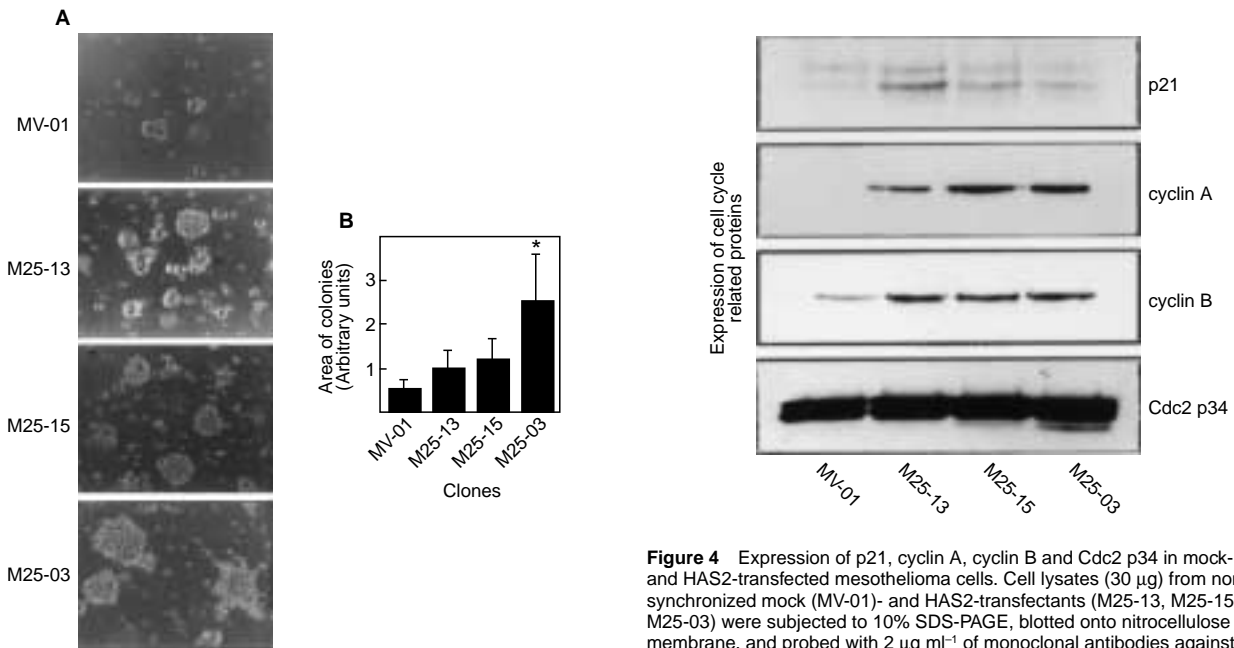 A
MV-01
M25-13
M25-15
M25-03
B
Area of colonies
(Arbitrary units)
3
2
1
*
MV-01
M25-13
M25-15
M25-03
Clones
Expression of cell cycle
related proteins
p21
cyclin A
cyclin B
Cdc2 p34
MV-01
M25-13
M25-15
M25-03
Figure 4 Expression of p21, cyclin A, cyclin B and Cdc2 p34 in mock-
and HAS2-transfected mesothelioma cells. Cell lysates (30 µg) from
synchronized mock (MV-01)- and HAS2-transfectants (M25-13, M25-15
M25-03) were subjected to 10% SDS-PAGE, blotted onto nitrocellulose
membrane, and probed with 2 µg ml⁻¹ of monoclonal antibodies against